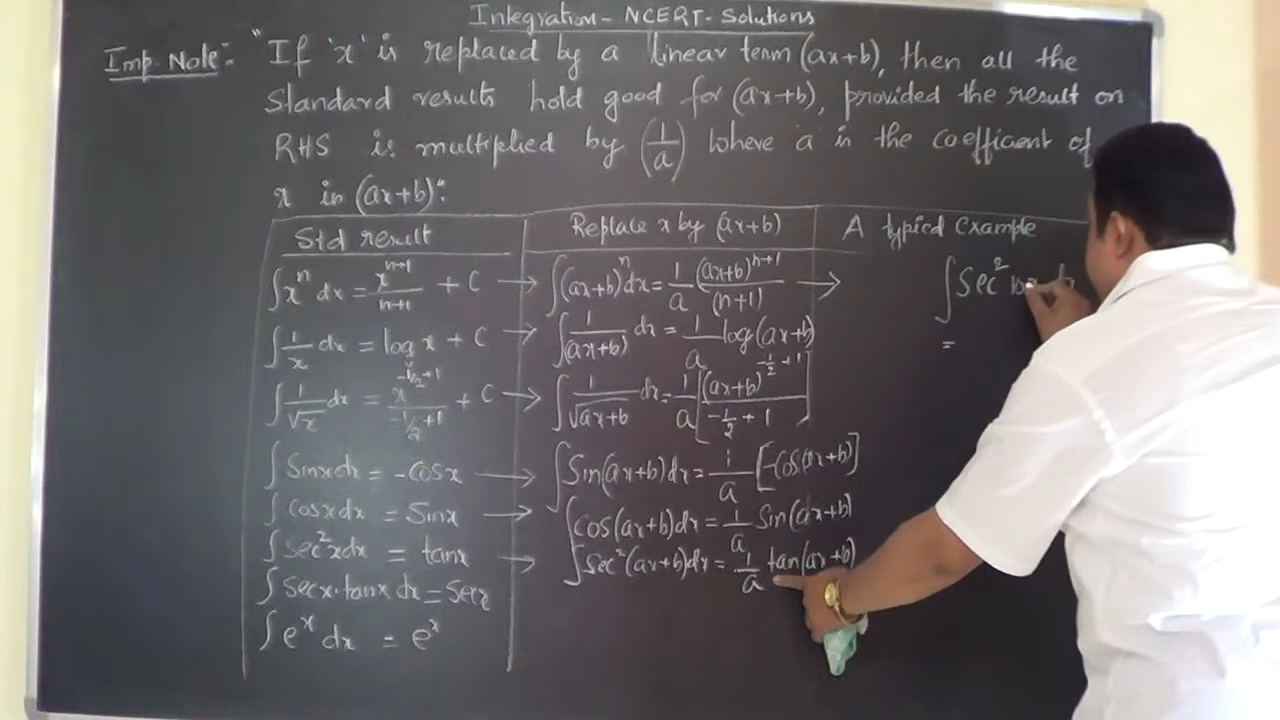 Integration - NCERT - Solutions
Imp. Note: "If 'x' is replaced by a linear term (ax+b), then all the
Standard results hold good for (ax+b), provided the result on
RHS is multiplied by (1/a) where a is the coefficient of
x in (ax+b)":
Std result | Replace x by (ax+b) | A typical Example
∫xⁿ dx = xⁿ⁺¹/(n+1) + C → ∫(ax+b)ⁿ dx = 1/a (ax+b)ⁿ⁺¹/(n+1) → ∫Sec²
∫1/x dx = log x + C → ∫1/(ax+b) dx = 1/a log(ax+b) =
∫1/√x dx = x^(-1/2+1)/(-1/2+1) + C → ∫1/√(ax+b) dx = 1/a [(ax+b)^(-1/2+1)/(-1/2+1)]
∫Sinx dx = -Cosx → ∫Sin(ax+b)dx = 1/a [-Cos(ax+b)]
∫cosx dx = Sinx → ∫Cos(ax+b)dx = 1/a Sin(ax+b)
∫sec²x dx = tanx → ∫Sec²(ax+b)dx = 1/a tan(ax+b)
∫secx·tanx dx = Secx
∫eˣ dx = eˣ